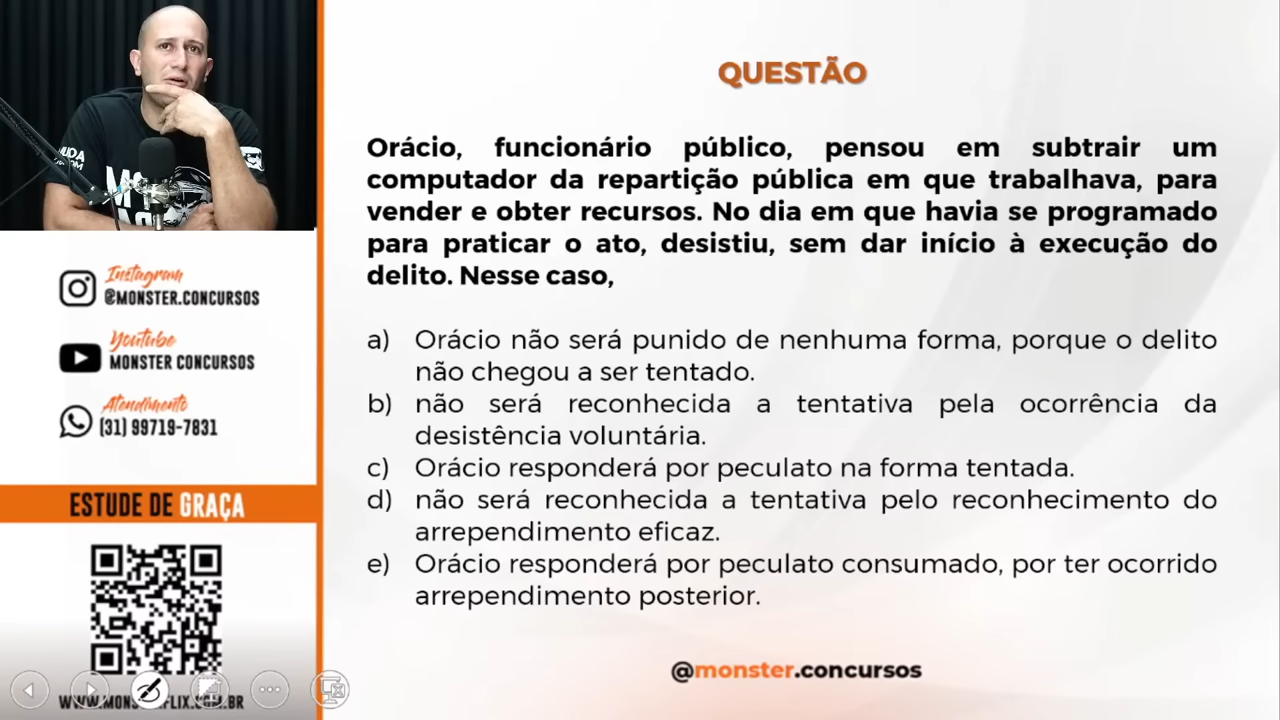 QUESTÃO
Orácio, funcionário público, pensou em subtrair um
computador da repartição pública em que trabalhava, para
vender e obter recursos. No dia em que havia se programado
para praticar o ato, desistiu, sem dar início à execução do
delito. Nesse caso,
a) Orácio não será punido de nenhuma forma, porque o delito
não chegou a ser tentado.
b) não será reconhecida a tentativa pela ocorrência da
desistência voluntária.
c) Orácio responderá por peculato na forma tentada.
d) não será reconhecida a tentativa pelo reconhecimento do
arrependimento eficaz.
e) Orácio responderá por peculato consumado, por ter ocorrido
arrependimento posterior.
@monster.concursos
Instagram
@MONSTER.CONCURSOS
Youtube
MONSTER CONCURSOS
Atendimento
(31) 99719-7831
ESTUDE DE GRAÇA